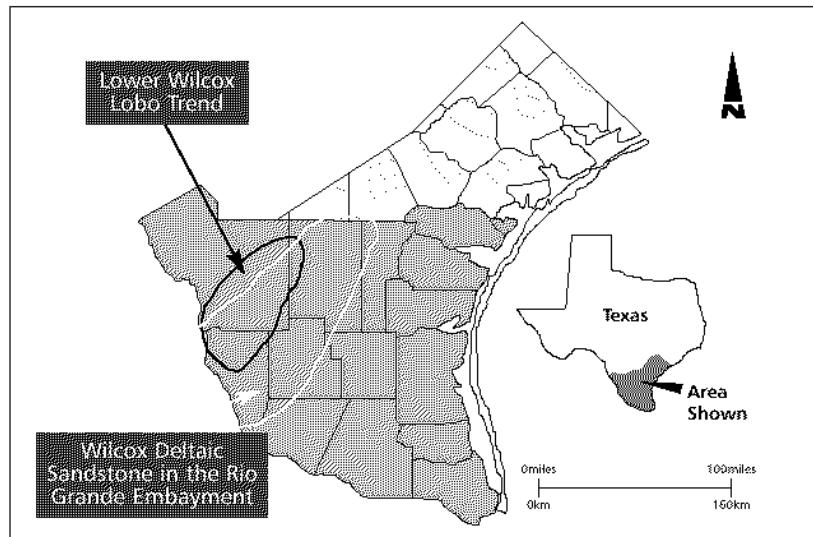 Lower Wilcox
Lobo Trend
N
Texas
Area
Shown
Wilcox Deltaic
Sandstone in the Rio
Grande Embayment
0miles 100miles
0km 160km